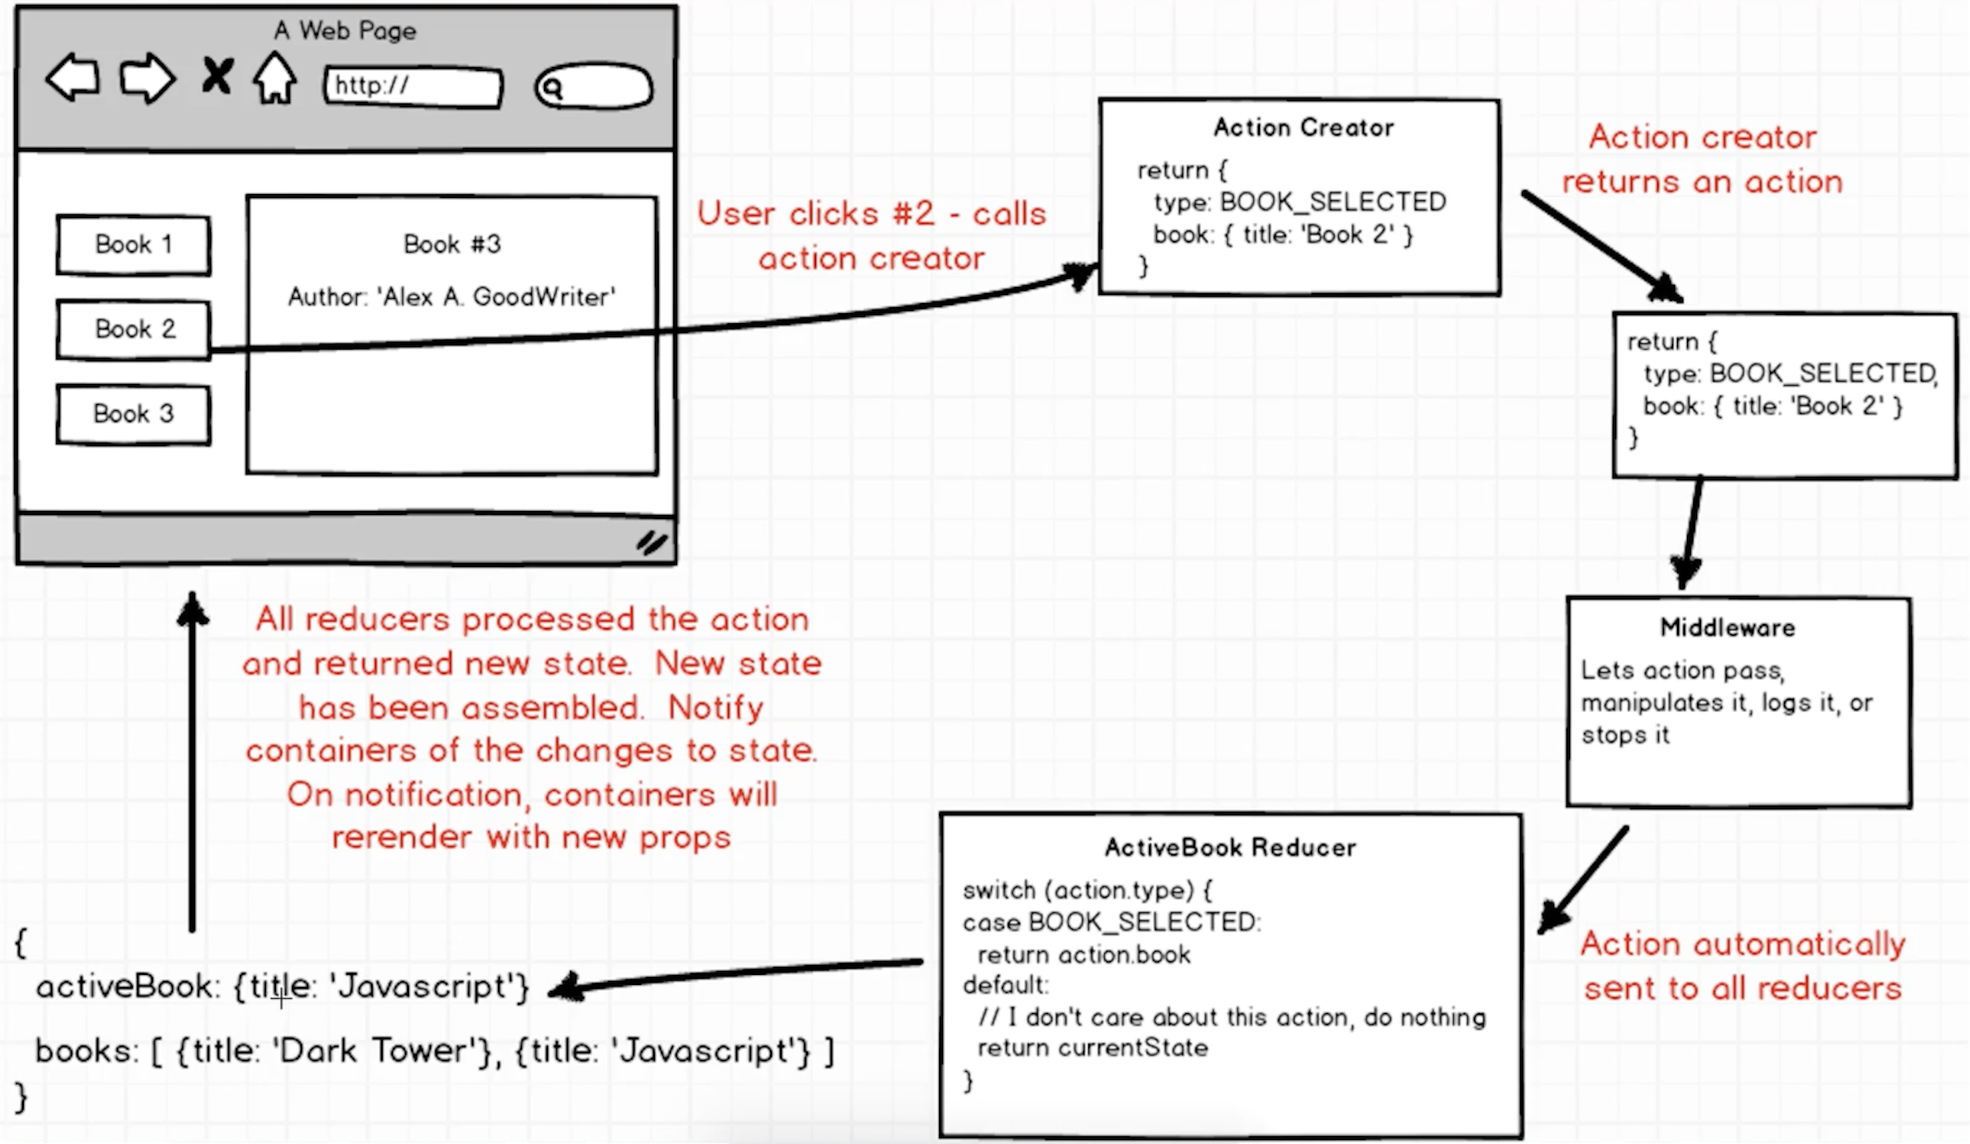 A Web Page
http://
Book 1
Book 2
Book 3
Book #3
Author: 'Alex A. GoodWriter'
User clicks #2 - calls
action creator
Action Creator
return {
type: BOOK_SELECTED
book: { title: 'Book 2' }
}
Action creator
returns an action
return {
type: BOOK_SELECTED,
book: { title: 'Book 2' }
}
Middleware
Lets action pass,
manipulates it, logs it, or
stops it
Action automatically
sent to all reducers
ActiveBook Reducer
switch (action.type) {
case BOOK_SELECTED:
return action.book
default:
// I don't care about this action, do nothing
return currentState
}
{
activeBook: {title: 'Javascript'}
books: [ {title: 'Dark Tower'}, {title: 'Javascript'} ]
}
All reducers processed the action
and returned new state. New state
has been assembled. Notify
containers of the changes to state.
On notification, containers will
rerender with new props